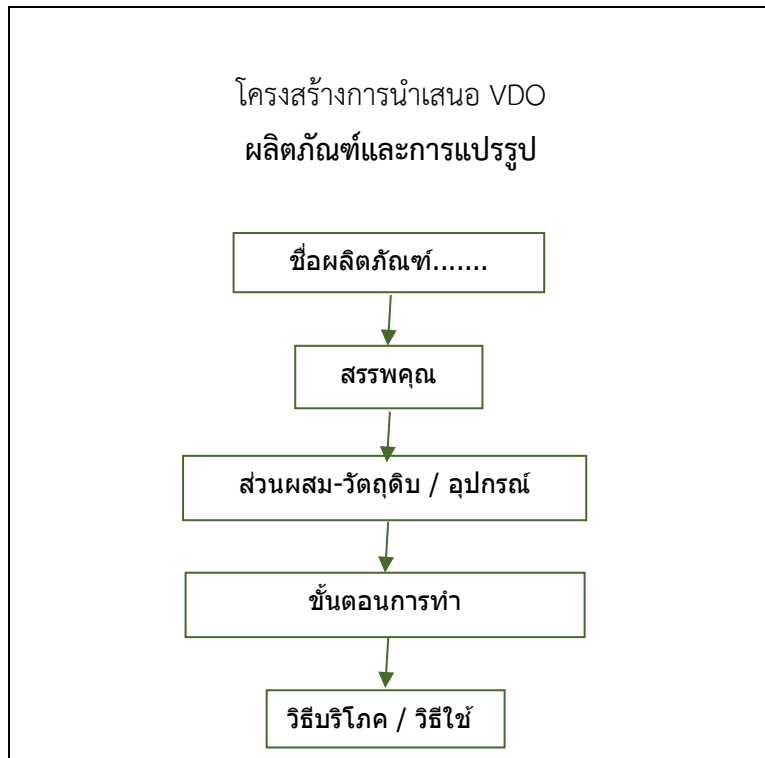 โครงสร้างการนำเสนอ VDO
ผลิตภัณฑ์และการแปรรูป
ชื่อผลิตภัณฑ์.......
สรรพคุณ
ส่วนผสม-วัตถุดิบ / อุปกรณ์
ขั้นตอนการทำ
วิธีบริโภค / วิธีใช้